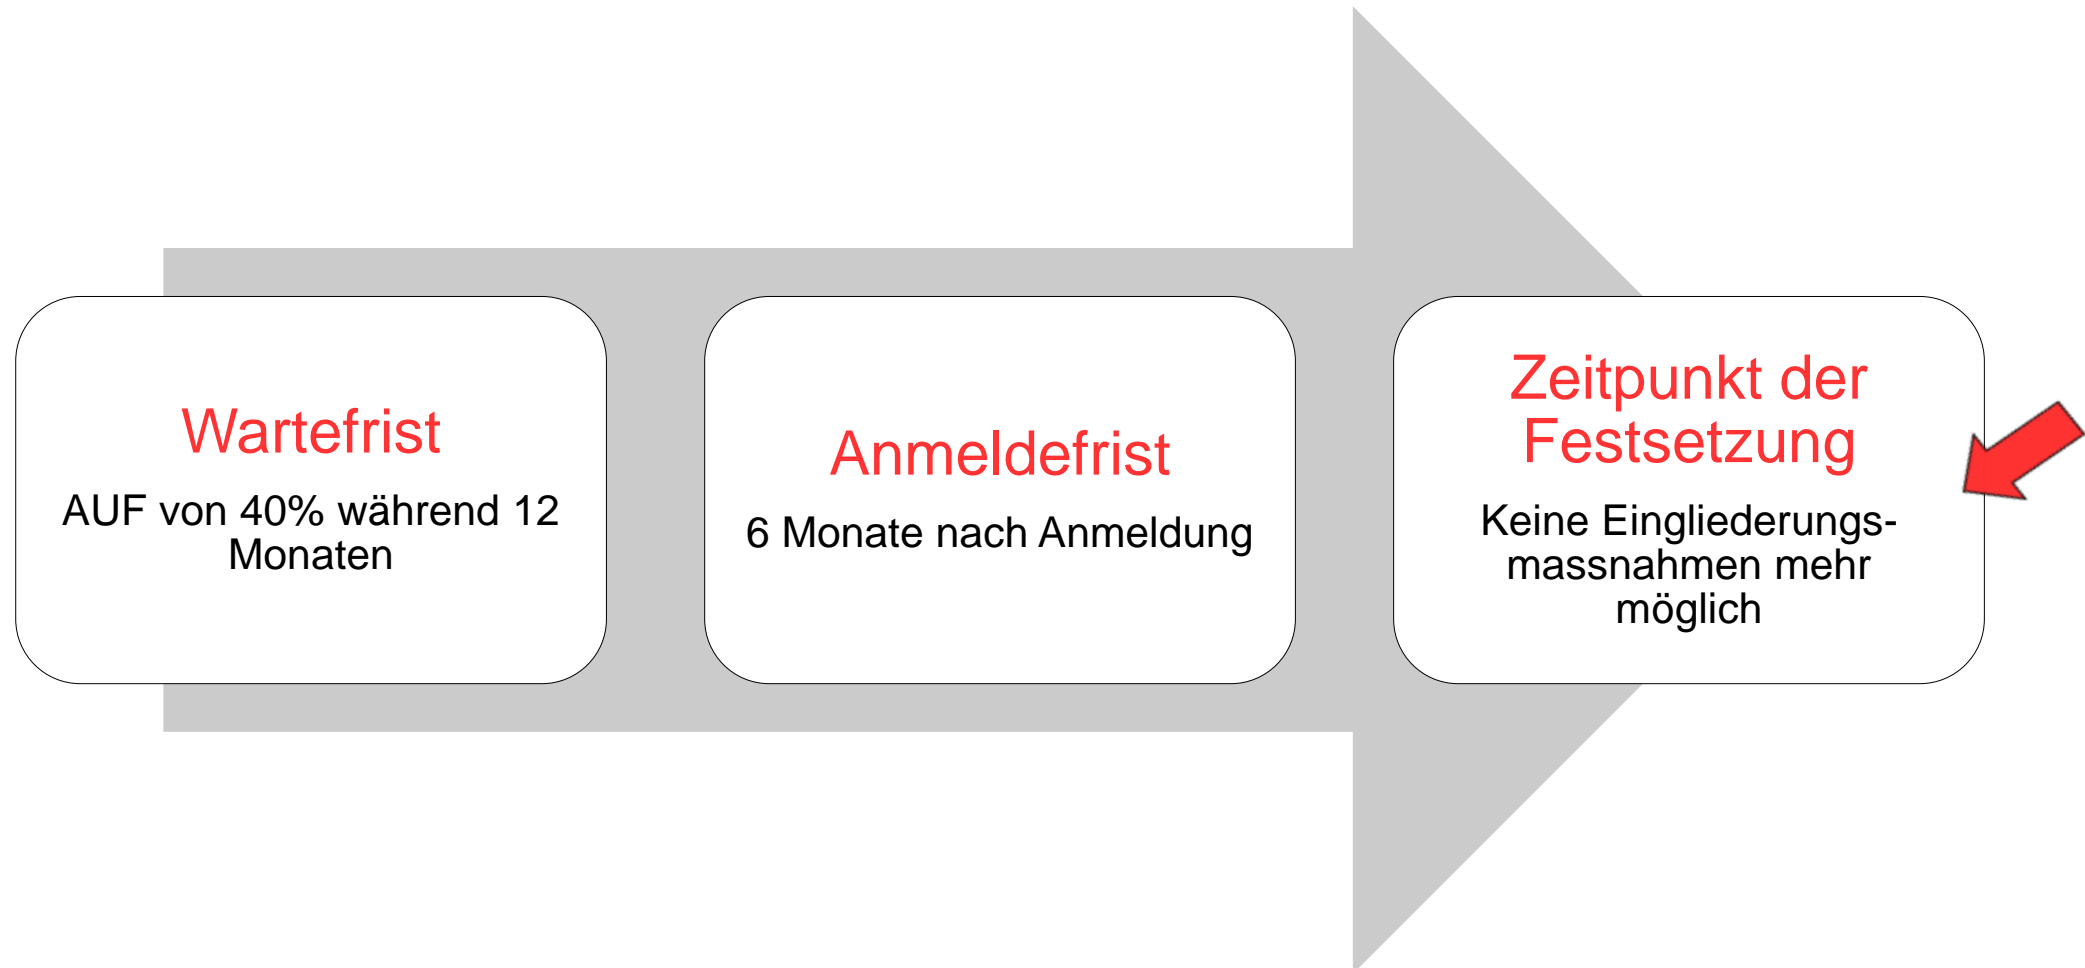 Wartefrist
AUF von 40% während 12
Monaten
Anmeldefrist
6 Monate nach Anmeldung
Zeitpunkt der
Festsetzung
Keine Eingliederungs-
massnahmen mehr
möglich